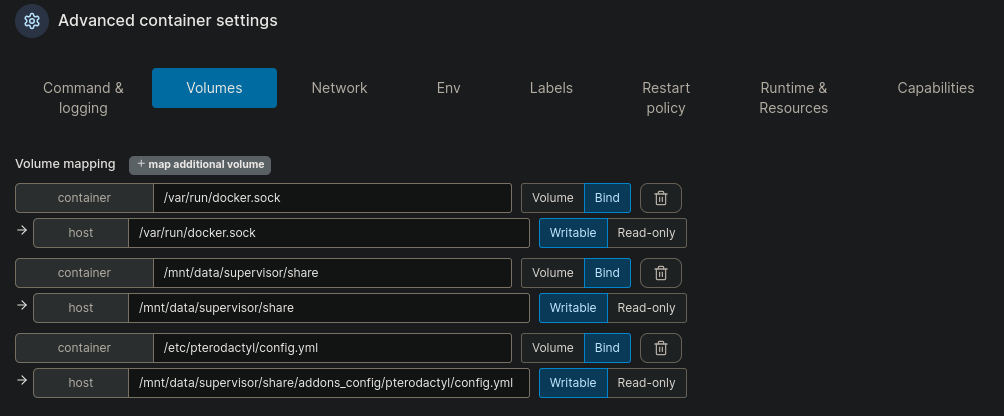 Advanced container settings
Command & logging
Volumes
Network
Env
Labels
Restart policy
Runtime & Resources
Capabilities
Volume mapping + map additional volume
container /var/run/docker.sock Volume Bind
→ host /var/run/docker.sock Writable Read-only
container /mnt/data/supervisor/share Volume Bind
→ host /mnt/data/supervisor/share Writable Read-only
container /etc/pterodactyl/config.yml Volume Bind
→ host /mnt/data/supervisor/share/addons_config/pterodactyl/config.yml Writable Read-only